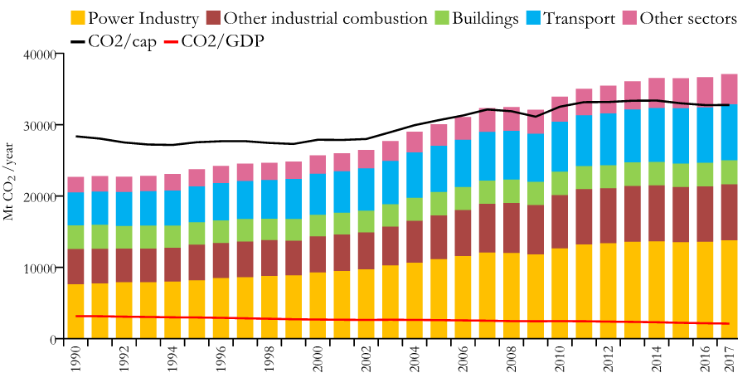 Power Industry Other industrial combustion Buildings Transport Other sectors
CO2/cap CO2/GDP
40000
30000
20000
10000
0
Mt CO2 /year
1990 1992 1994 1996 1998 2000 2002 2004 2006 2008 2010 2012 2014 2016 2017